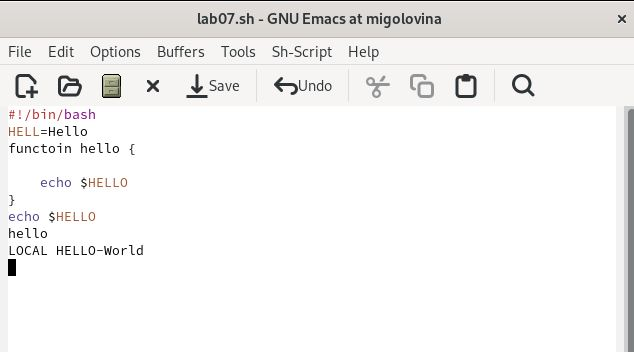 lab07.sh - GNU Emacs at migolovina
File Edit Options Buffers Tools Sh-Script Help
Save Undo
#!/bin/bash
HELL=Hello
functoin hello {
echo $HELLO
}
echo $HELLO
hello
LOCAL HELLO-World